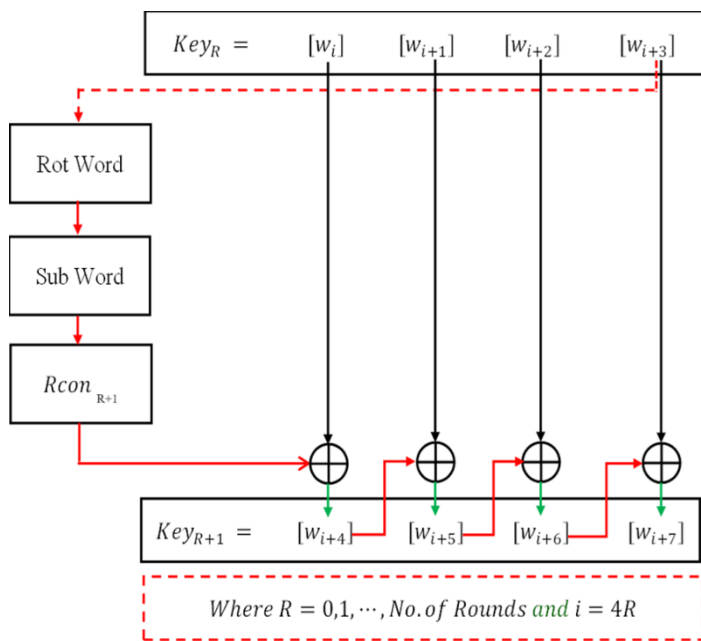 Key_R = [w_i] [w_{i+1}] [w_{i+2}] [w_{i+3}]
Rot Word
Sub Word
Rcon_{R+1}
Key_{R+1} = [w_{i+4}] [w_{i+5}] [w_{i+6}] [w_{i+7}]
Where R = 0,1, ⋯, No. of Rounds and i = 4R